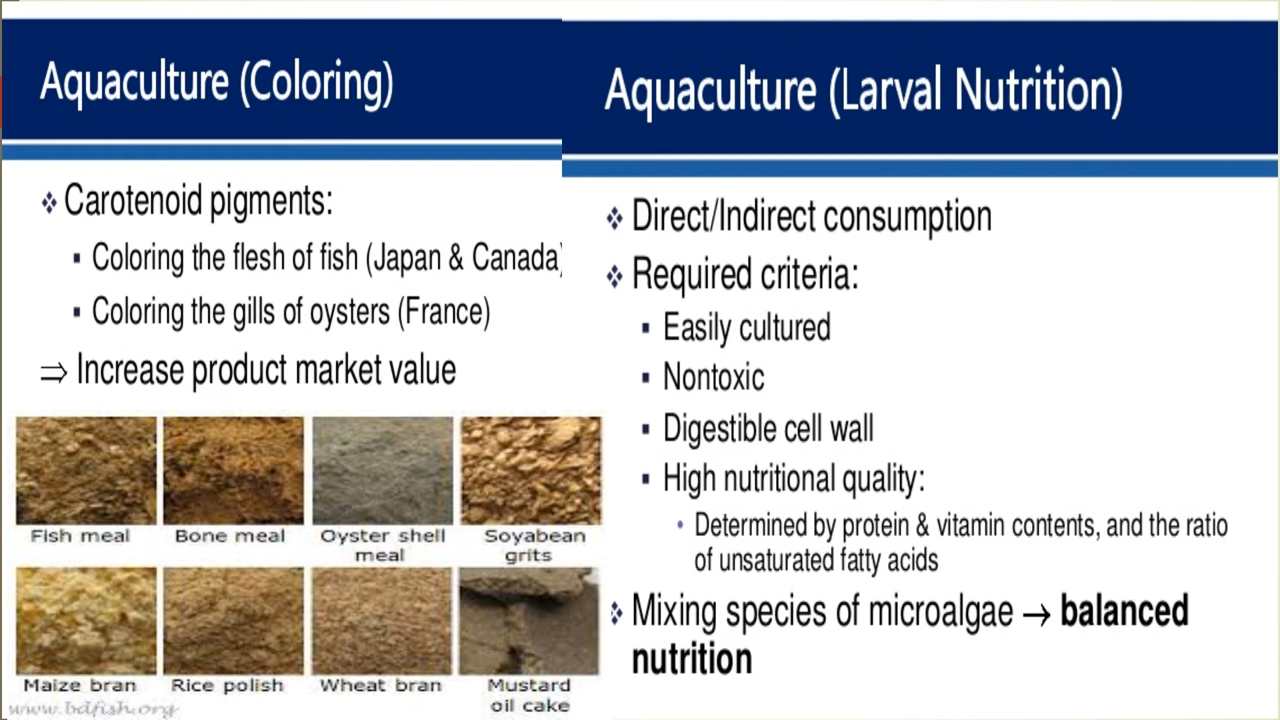 Aquaculture (Coloring)
Carotenoid pigments:
Coloring the flesh of fish (Japan & Canada)
Coloring the gills of oysters (France)
⇒ Increase product market value
Fish meal
Bone meal
Oyster shell
meal
Soyabean
grits
Maize bran
Rice polish
Wheat bran
Mustard
oil cake
www.bdfish.org
Aquaculture (Larval Nutrition)
Direct/Indirect consumption
Required criteria:
Easily cultured
Nontoxic
Digestible cell wall
High nutritional quality:
Determined by protein & vitamin contents, and the ratio
of unsaturated fatty acids
Mixing species of microalgae → balanced
nutrition